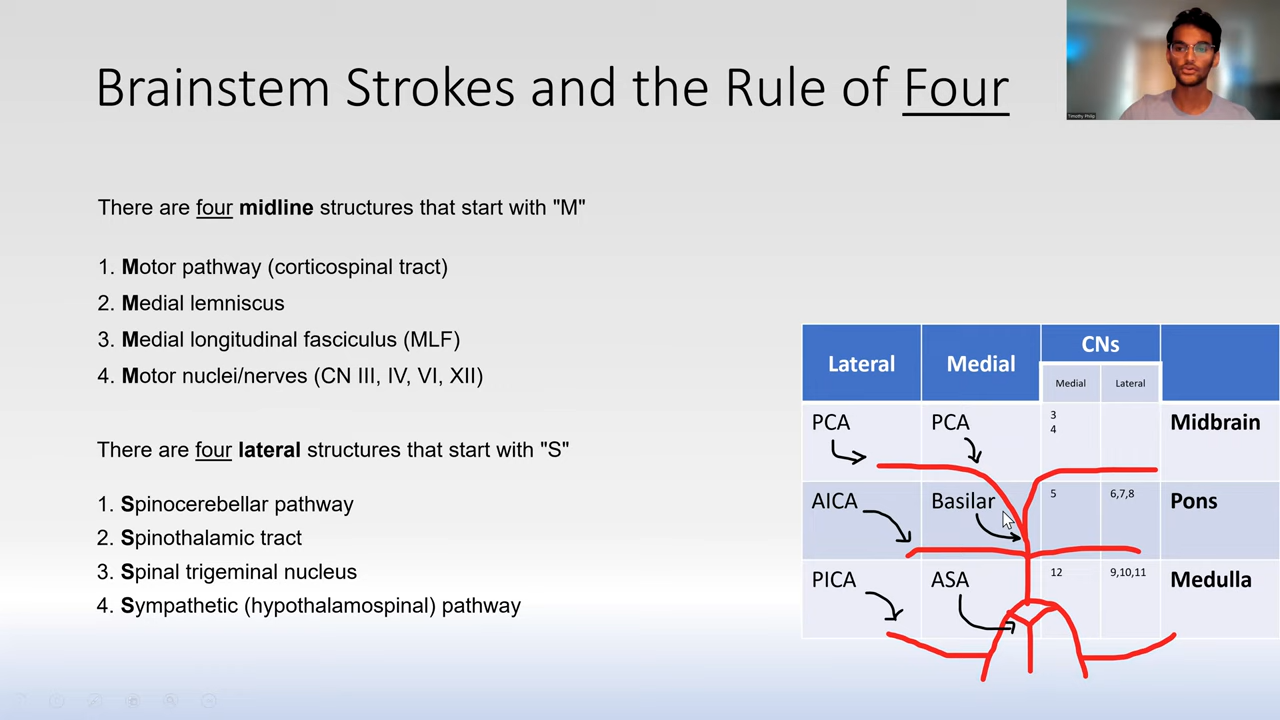 Brainstem Strokes and the Rule of Four
Timothy Philip
There are four midline structures that start with "M"
1. Motor pathway (corticospinal tract)
2. Medial lemniscus
3. Medial longitudinal fasciculus (MLF)
4. Motor nuclei/nerves (CN III, IV, VI, XII)
There are four lateral structures that start with "S"
1. Spinocerebellar pathway
2. Spinothalamic tract
3. Spinal trigeminal nucleus
4. Sympathetic (hypothalamospinal) pathway
Lateral Medial CNs
Medial Lateral
PCA PCA 3 Midbrain
4
AICA Basilar 5 6,7,8 Pons
PICA ASA 12 9,10,11 Medulla